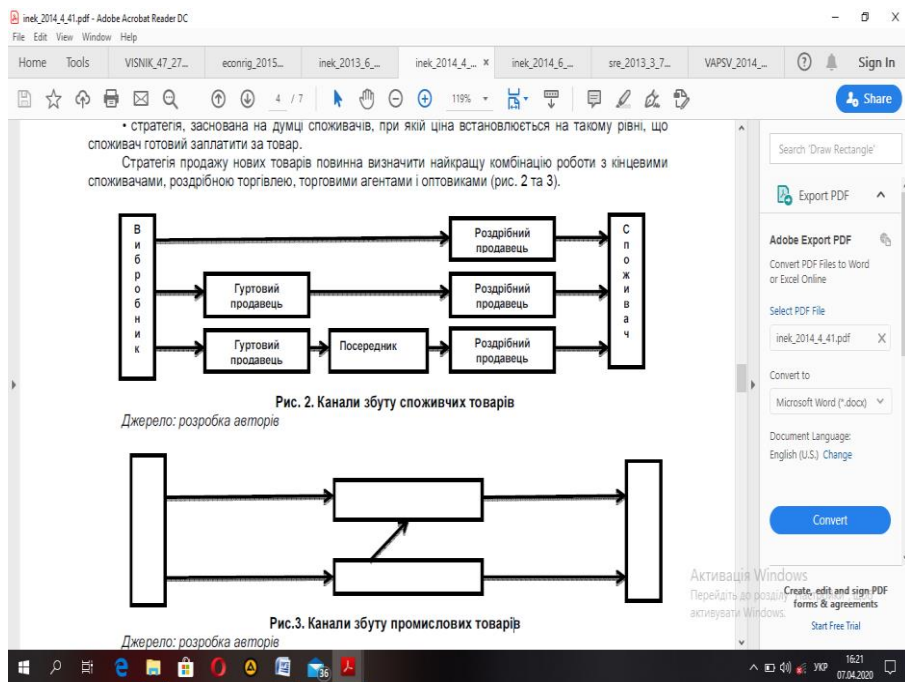 inek_2014_4_41.pdf - Adobe Acrobat Reader DC
File Edit View Window Help
Home Tools VISNIK_47_27... econrig_2015... inek_2013_6_... inek_2014_4_... × inek_2014_6_... sre_2013_3_7... VAPSV_2014_... Sign In
4 / 7 119% Share
• стратегія, заснована на думці споживачів, при якій ціна встановлюється на такому рівні, що
споживач готовий заплатити за товар.
Стратегія продажу нових товарів повинна визначити найкращу комбінацію роботи з кінцевими
споживачами, роздрібною торгівлею, торговими агентами і оптовиками (рис. 2 та 3).
Вибробник
Роздрібний
продавець
Споживач
Гуртовий
продавець
Роздрібний
продавець
Гуртовий
продавець
Посередник
Роздрібний
продавець
Рис. 2. Канали збуту споживчих товарів
Джерело: розробка авторів
Рис.3. Канали збуту промислових товарів
Джерело: розробка авторів
Search 'Draw Rectangle'
Export PDF
Adobe Export PDF
Convert PDF Files to Word
or Excel Online
Select PDF File
inek_2014_4_41.pdf X
Convert to
Microsoft Word (*.docx)
Document Language:
English (U.S.) Change
Convert
Create, edit and sign PDF
forms & agreements
Start Free Trial
Активація Windows
Перейдіть до розділу
активувати Windows.
36
УКР
16:21
07.04.2020